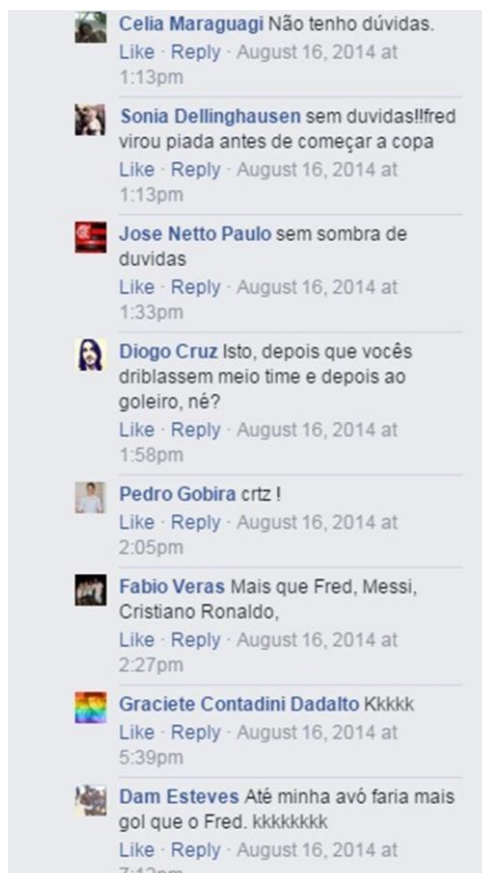 Celia Maraguagi Não tenho dúvidas.
Like · Reply · August 16, 2014 at
1:13pm
Sonia Dellinghausen sem duvidas!!fred
virou piada antes de começar a copa
Like · Reply · August 16, 2014 at
1:13pm
Jose Netto Paulo sem sombra de
duvidas
Like · Reply · August 16, 2014 at
1:33pm
Diogo Cruz Isto, depois que vocês
driblassem meio time e depois ao
goleiro, né?
Like · Reply · August 16, 2014 at
1:58pm
Pedro Gobira crtz !
Like · Reply · August 16, 2014 at
2:05pm
Fabio Veras Mais que Fred, Messi,
Cristiano Ronaldo,
Like · Reply · August 16, 2014 at
2:27pm
Graciete Contadini Dadalto Kkkkk
Like · Reply · August 16, 2014 at
5:39pm
Dam Esteves Até minha avó faria mais
gol que o Fred. kkkkkkkk
Like · Reply · August 16, 2014 at